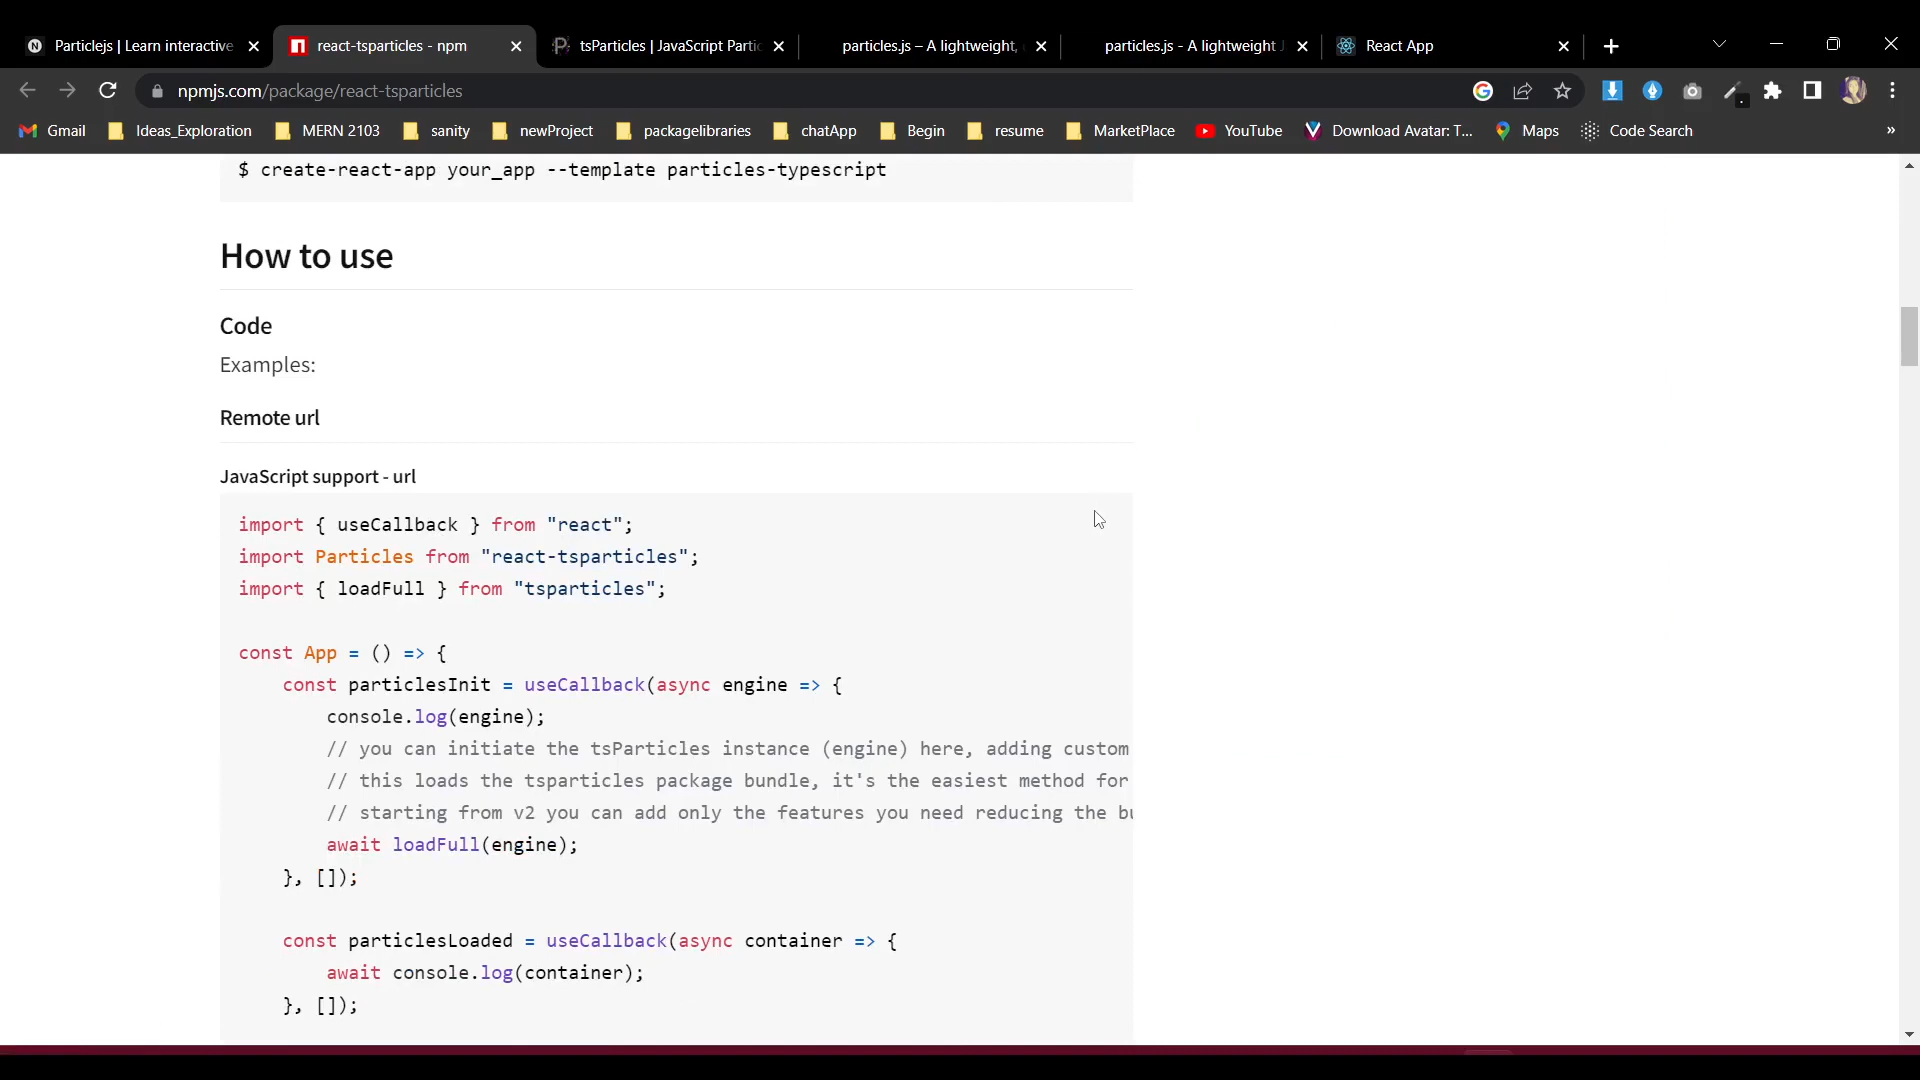 Particlejs | Learn interactive
react-tsparticles - npm
tsParticles | JavaScript Partic
particles.js – A lightweight,
particles.js - A lightweight J
React App
npmjs.com/package/react-tsparticles
Gmail
Ideas_Exploration
MERN 2103
sanity
newProject
packagelibraries
chatApp
Begin
resume
MarketPlace
YouTube
Download Avatar: T...
Maps
Code Search
»
$ create-react-app your_app --template particles-typescript
How to use
Code
Examples:
Remote url
JavaScript support - url
import { useCallback } from "react";
import Particles from "react-tsparticles";
import { loadFull } from "tsparticles";
const App = () => {
const particlesInit = useCallback(async engine => {
console.log(engine);
// you can initiate the tsParticles instance (engine) here, adding custom
// this loads the tsparticles package bundle, it's the easiest method for
// starting from v2 you can add only the features you need reducing the bu
await loadFull(engine);
}, []);
const particlesLoaded = useCallback(async container => {
await console.log(container);
}, []);